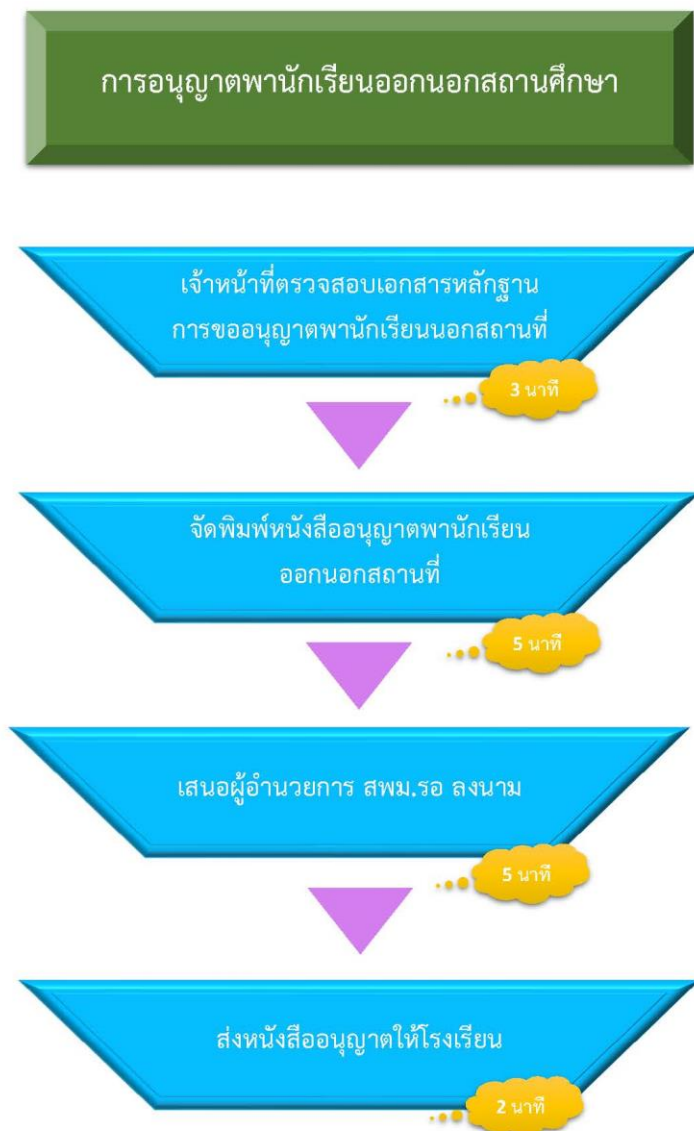 การอนุญาตพานักเรียนออกนอกสถานศึกษา
เจ้าหน้าที่ตรวจสอบเอกสารหลักฐาน
การขออนุญาตพานักเรียนนอกสถานที่
3 นาที
จัดพิมพ์หนังสืออนุญาตพานักเรียน
ออกนอกสถานที่
5 นาที
เสนอผู้อำนวยการ สพม.รอ ลงนาม
5 นาที
ส่งหนังสืออนุญาตให้โรงเรียน
2 นาที